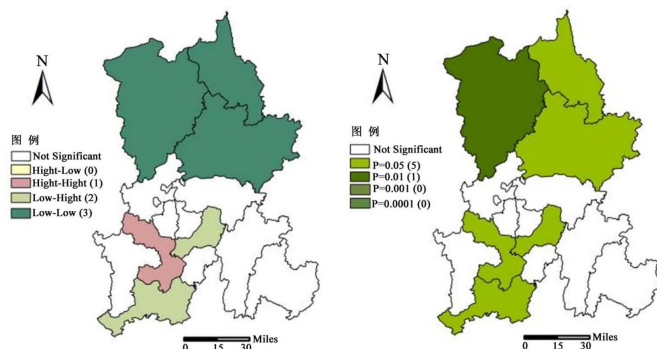 N
图 例
Not Significant
Hight-Low (0)
Hight-Hight (1)
Low-Hight (2)
Low-Low (3)
Miles
0 15 30
N
图 例
Not Significant
P=0.05 (5)
P=0.01 (1)
P=0.001 (0)
P=0.0001 (0)
Miles
0 15 30